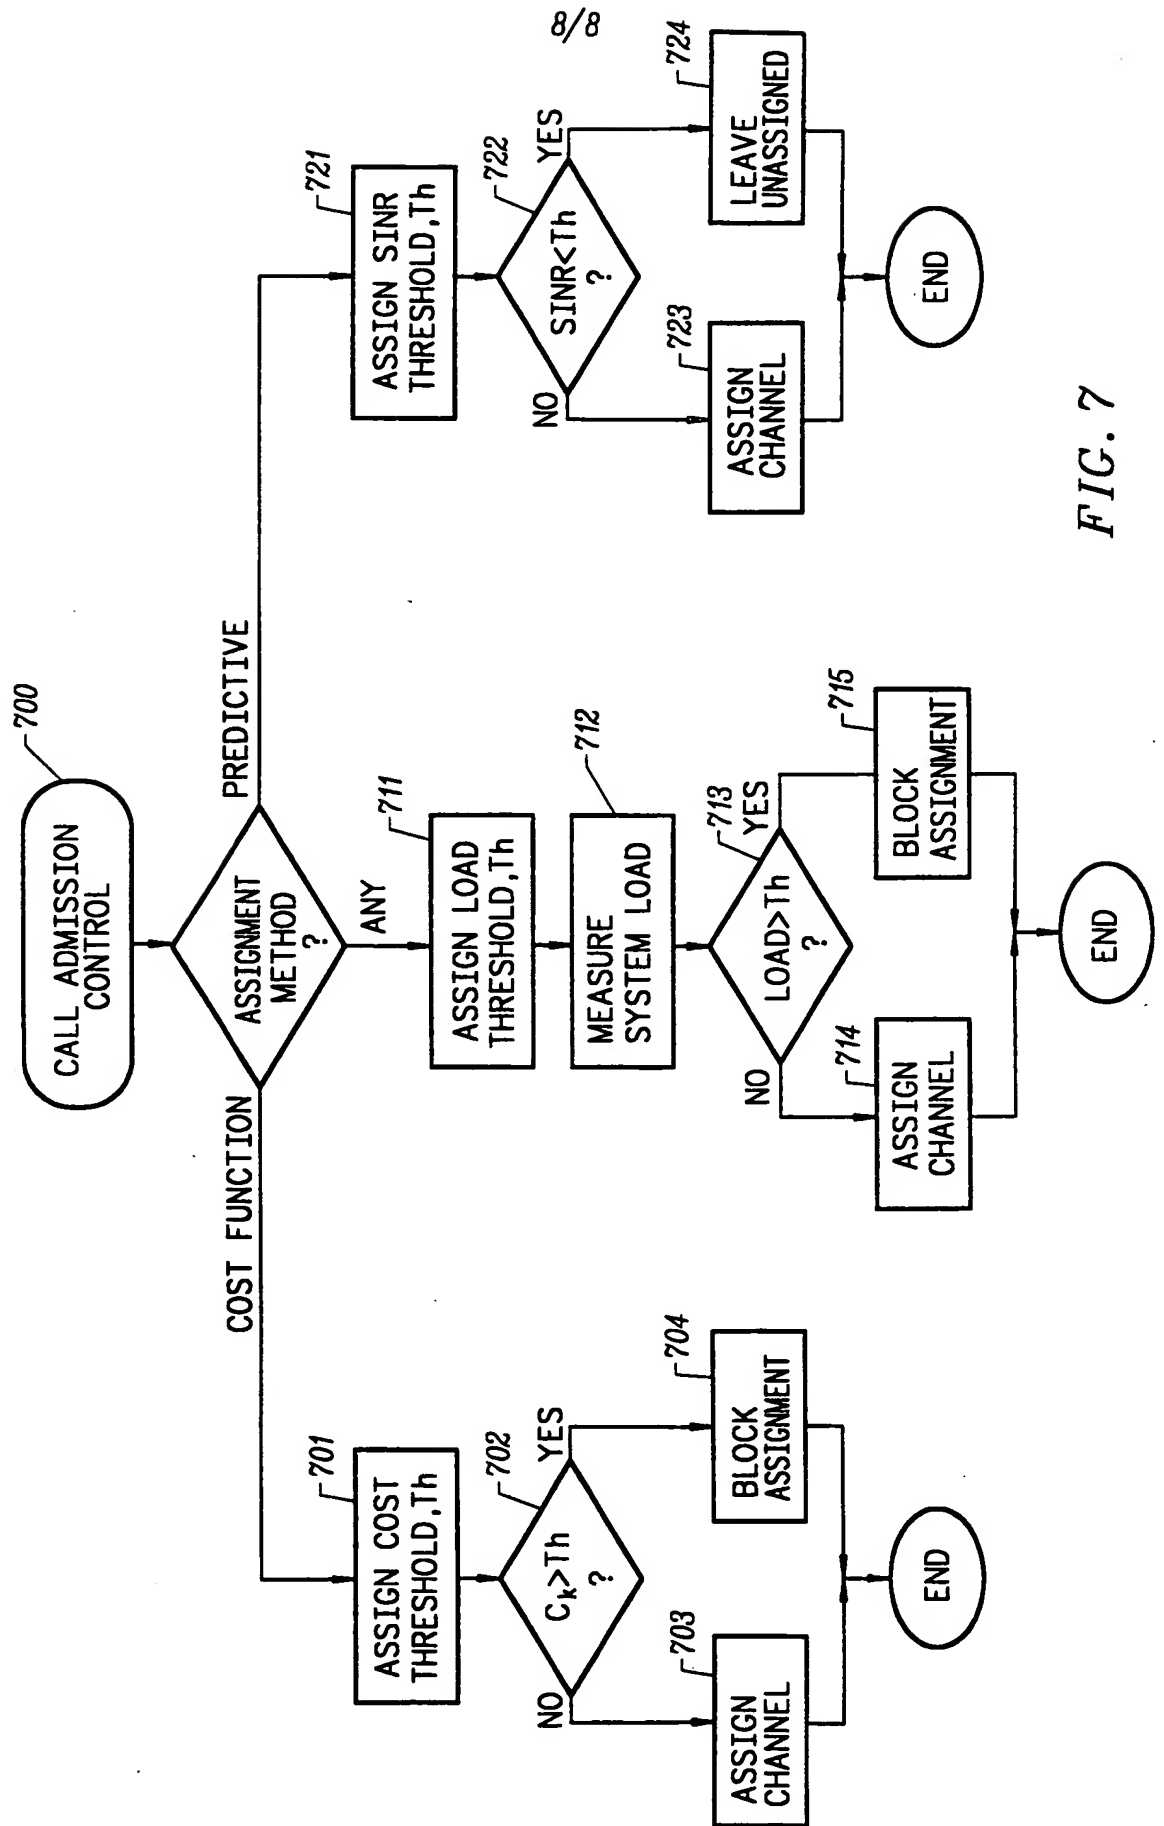 8/8
700
CALL ADMISSION
CONTROL
ASSIGNMENT
METHOD
?
COST FUNCTION
PREDICTIVE
ANY
701
ASSIGN COST
THRESHOLD,Th
702
Ck>Th
?
NO
YES
703
ASSIGN
CHANNEL
704
BLOCK
ASSIGNMENT
END
711
ASSIGN LOAD
THRESHOLD,Th
712
MEASURE
SYSTEM LOAD
713
LOAD>Th
?
NO
YES
714
ASSIGN
CHANNEL
715
BLOCK
ASSIGNMENT
END
721
ASSIGN SINR
THRESHOLD,Th
722
SINR<Th
?
NO
YES
723
ASSIGN
CHANNEL
724
LEAVE
UNASSIGNED
END
FIG. 7